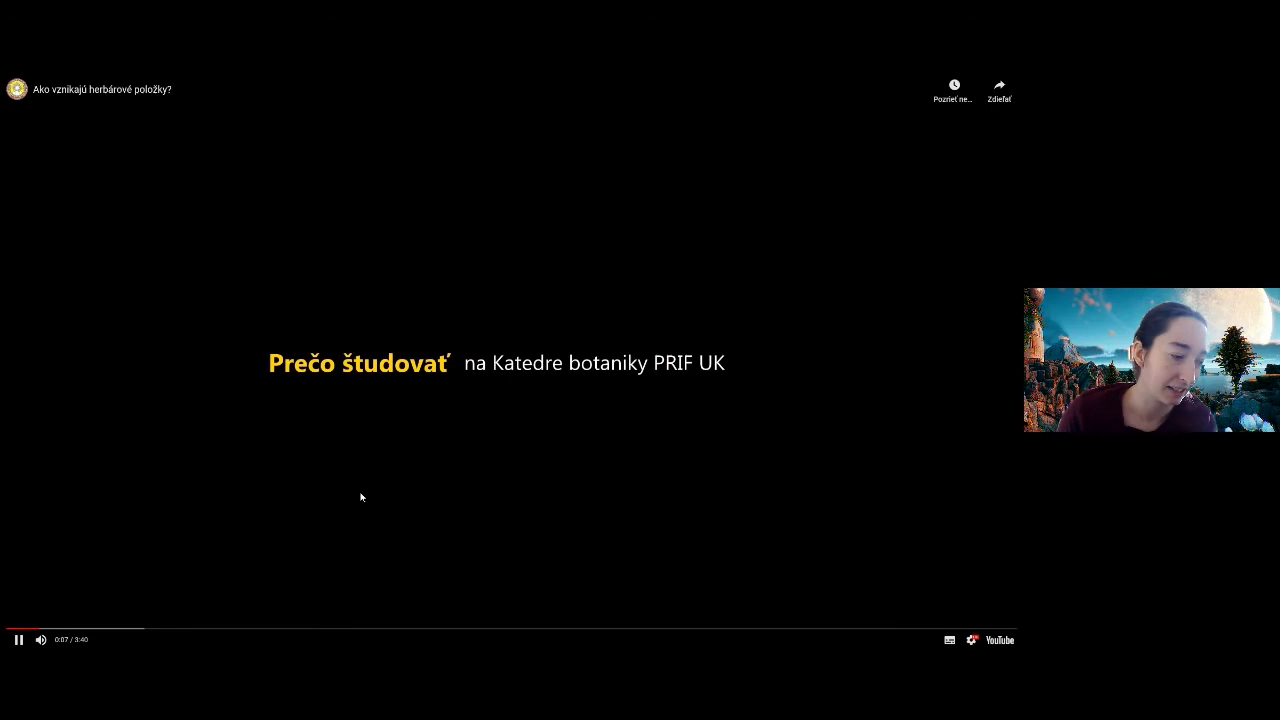 Ako vznikajú herbárové položky?
Pozrieť ne...
Zdieľať
Prečo študovať na Katedre botaniky PRIF UK
0:07 / 3:40
YouTube